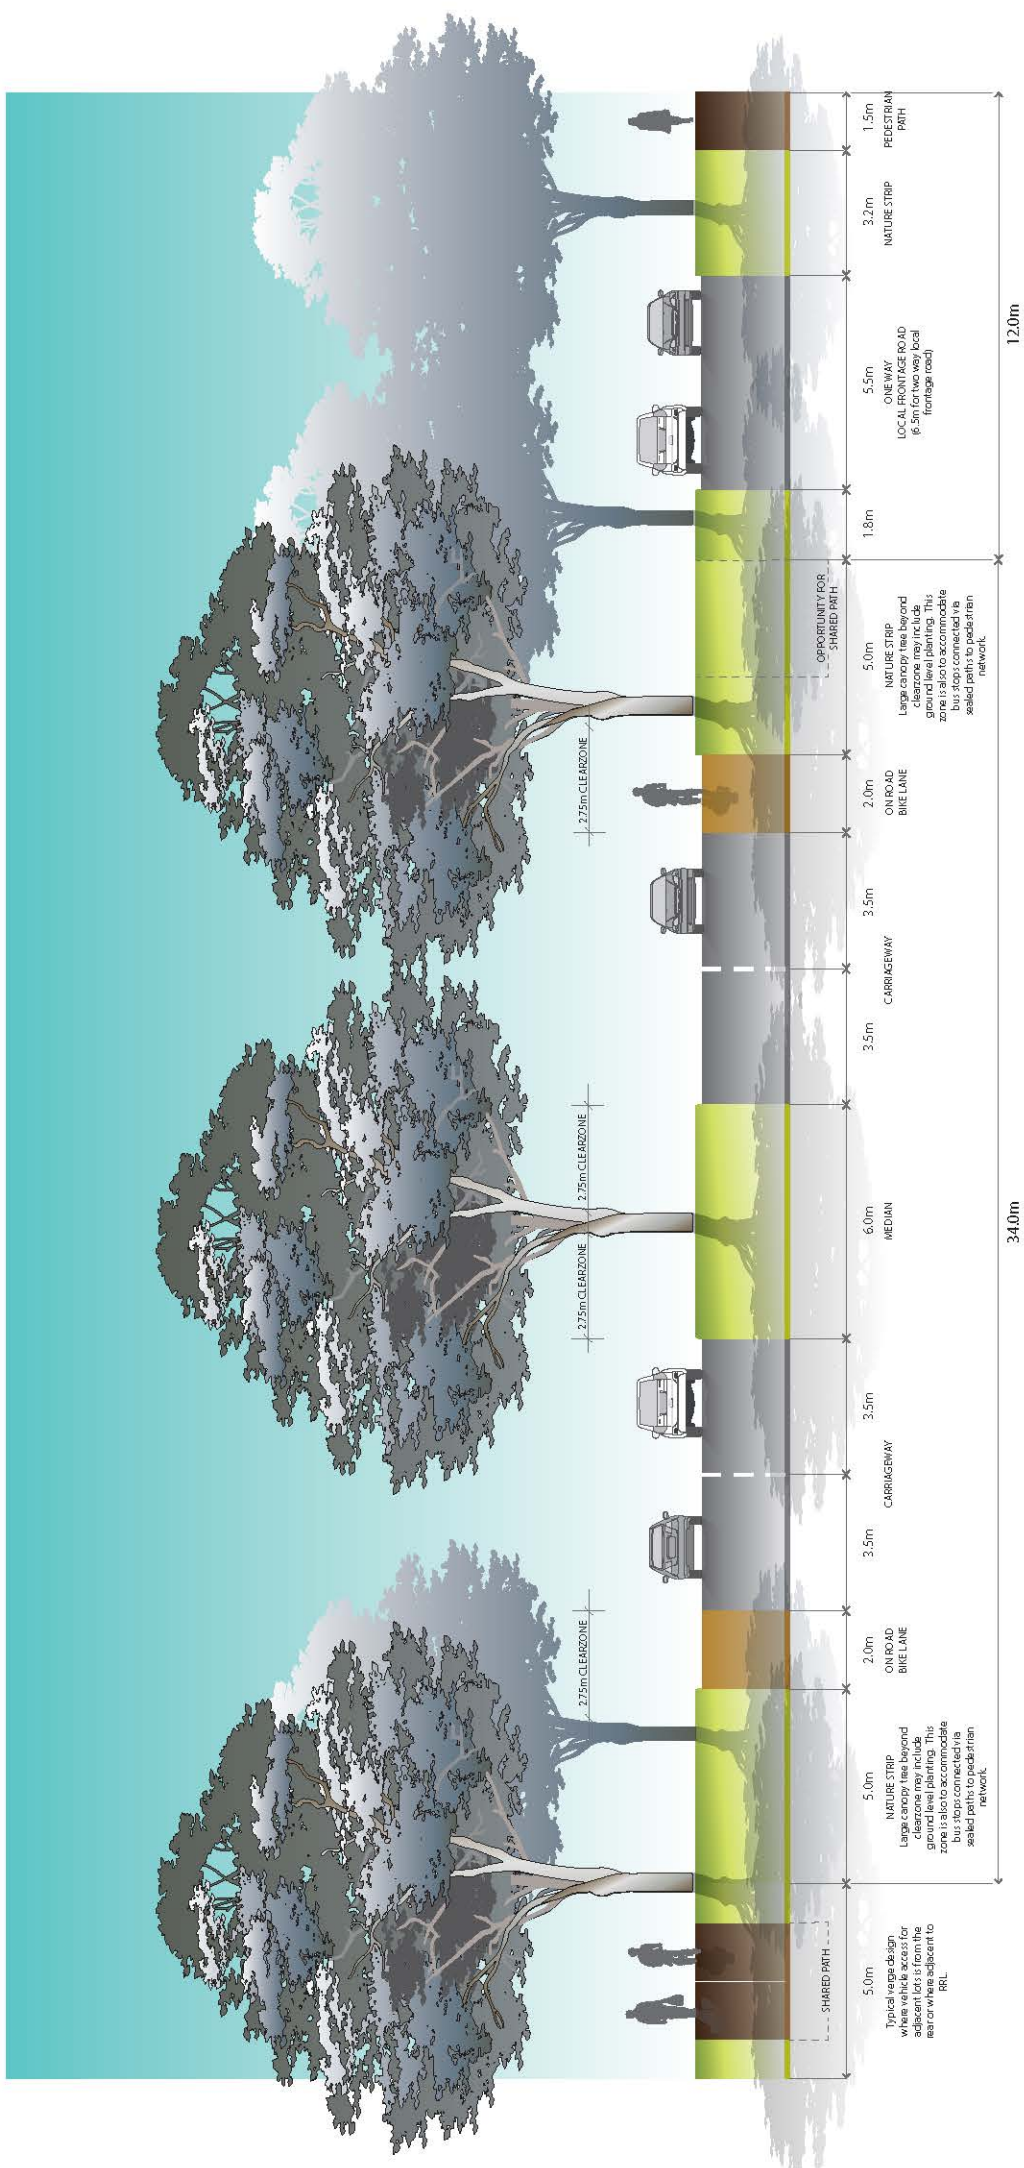 5.0m
Typical verge design
where vehicle access for
adjacent lots is from the
rear or where adjacent to
RRL
SHARED PATH
5.0m
NATURE STRIP
Large canopy tree beyond
clearzone may include
ground level planting. This
zone is also to accommodate
bus stops connected via
sealed paths to pedestrian
network.
2.75m CLEARZONE
2.0m
ON ROAD
BIKE LANE
3.5m
CARRIAGEWAY
3.5m
2.75m CLEARZONE
2.75m CLEARZONE
6.0m
MEDIAN
3.5m
CARRIAGEWAY
3.5m
2.75m CLEARZONE
2.0m
ON ROAD
BIKE LANE
5.0m
NATURE STRIP
Large canopy tree beyond
clearzone may include
ground level planting. This
zone is also to accommodate
bus stops connected via
sealed paths to pedestrian
network.
OPPORTUNITY FOR
SHARED PATH
1.8m
5.5m
ONE WAY
LOCAL FRONTAGE ROAD
(6.5m for two way local
frontage road)
3.2m
NATURE STRIP
1.5m
PEDESTRIAN
PATH
34.0m
12.0m